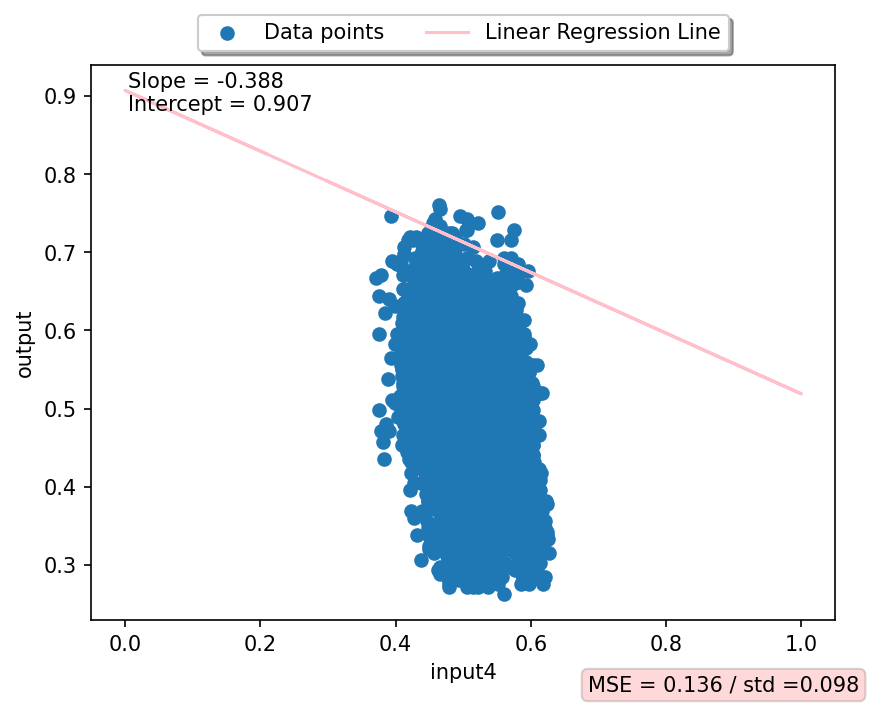 Data points
Linear Regression Line
Slope = -0.388
Intercept = 0.907
0.9
0.8
0.7
0.6
0.5
0.4
0.3
output
0.0 0.2 0.4 0.6 0.8 1.0
input4
MSE = 0.136 / std =0.098